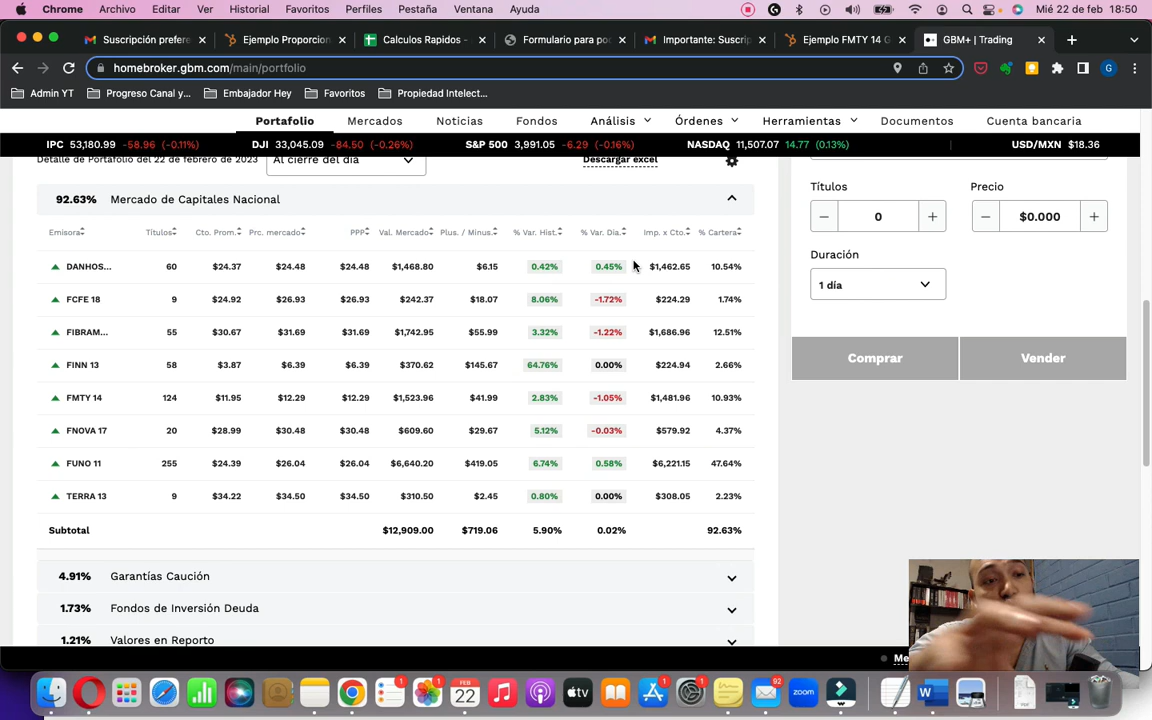 Chrome Archivo Editar Ver Historial Favoritos Perfiles Pestaña Ventana Ayuda Mié 22 de feb 18:50
Suscripción prefere Ejemplo Proporcion Calculos Rapidos - Formulario para po Importante: Suscrip Ejemplo FMTY 14 G GBM+ | Trading
homebroker.gbm.com/main/portfolio G
Admin YT Progreso Canal y... Embajador Hey Favoritos Propiedad Intelect...
Portafolio Mercados Noticias Fondos Análisis Órdenes Herramientas Documentos Cuenta bancaria
IPC 53,180.99 -58.96 (-0.11%) DJI 33,045.09 -84.50 (-0.26%) S&P 500 3,991.05 -6.29 (-0.16%) NASDAQ 11,507.07 14.77 (0.13%) USD/MXN $18.36
Detalle de Portafolio del 22 de febrero de 2023 Al cierre del día Descargar excel
92.63% Mercado de Capitales Nacional
Emisora Títulos Cto. Prom. Prc. mercado PPP Val. Mercado Plus. / Minus. % Var. Hist. % Var. Dia. Imp. x Cto. % Cartera
DANHOS... 60 $24.37 $24.48 $24.48 $1,468.80 $6.15 0.42% 0.45% $1,462.65 10.54%
FCFE 18 9 $24.92 $26.93 $26.93 $242.37 $18.07 8.06% -1.72% $224.29 1.74%
FIBRAM... 55 $30.67 $31.69 $31.69 $1,742.95 $55.99 3.32% -1.22% $1,686.96 12.51%
FINN 13 58 $3.87 $6.39 $6.39 $370.62 $145.67 64.76% 0.00% $224.94 2.66%
FMTY 14 124 $11.95 $12.29 $12.29 $1,523.96 $41.99 2.83% -1.05% $1,481.96 10.93%
FNOVA 17 20 $28.99 $30.48 $30.48 $609.60 $29.67 5.12% -0.03% $579.92 4.37%
FUNO 11 255 $24.39 $26.04 $26.04 $6,640.20 $419.05 6.74% 0.58% $6,221.15 47.64%
TERRA 13 9 $34.22 $34.50 $34.50 $310.50 $2.45 0.80% 0.00% $308.05 2.23%
Subtotal $12,909.00 $719.06 5.90% 0.02% 92.63%
4.91% Garantías Caución
1.73% Fondos de Inversión Deuda
1.21% Valores en Reporto
Títulos Precio
0 $0.000
Duración
1 día
Comprar Vender
Me
FEB
22
tv
1
1
1
92
zoom